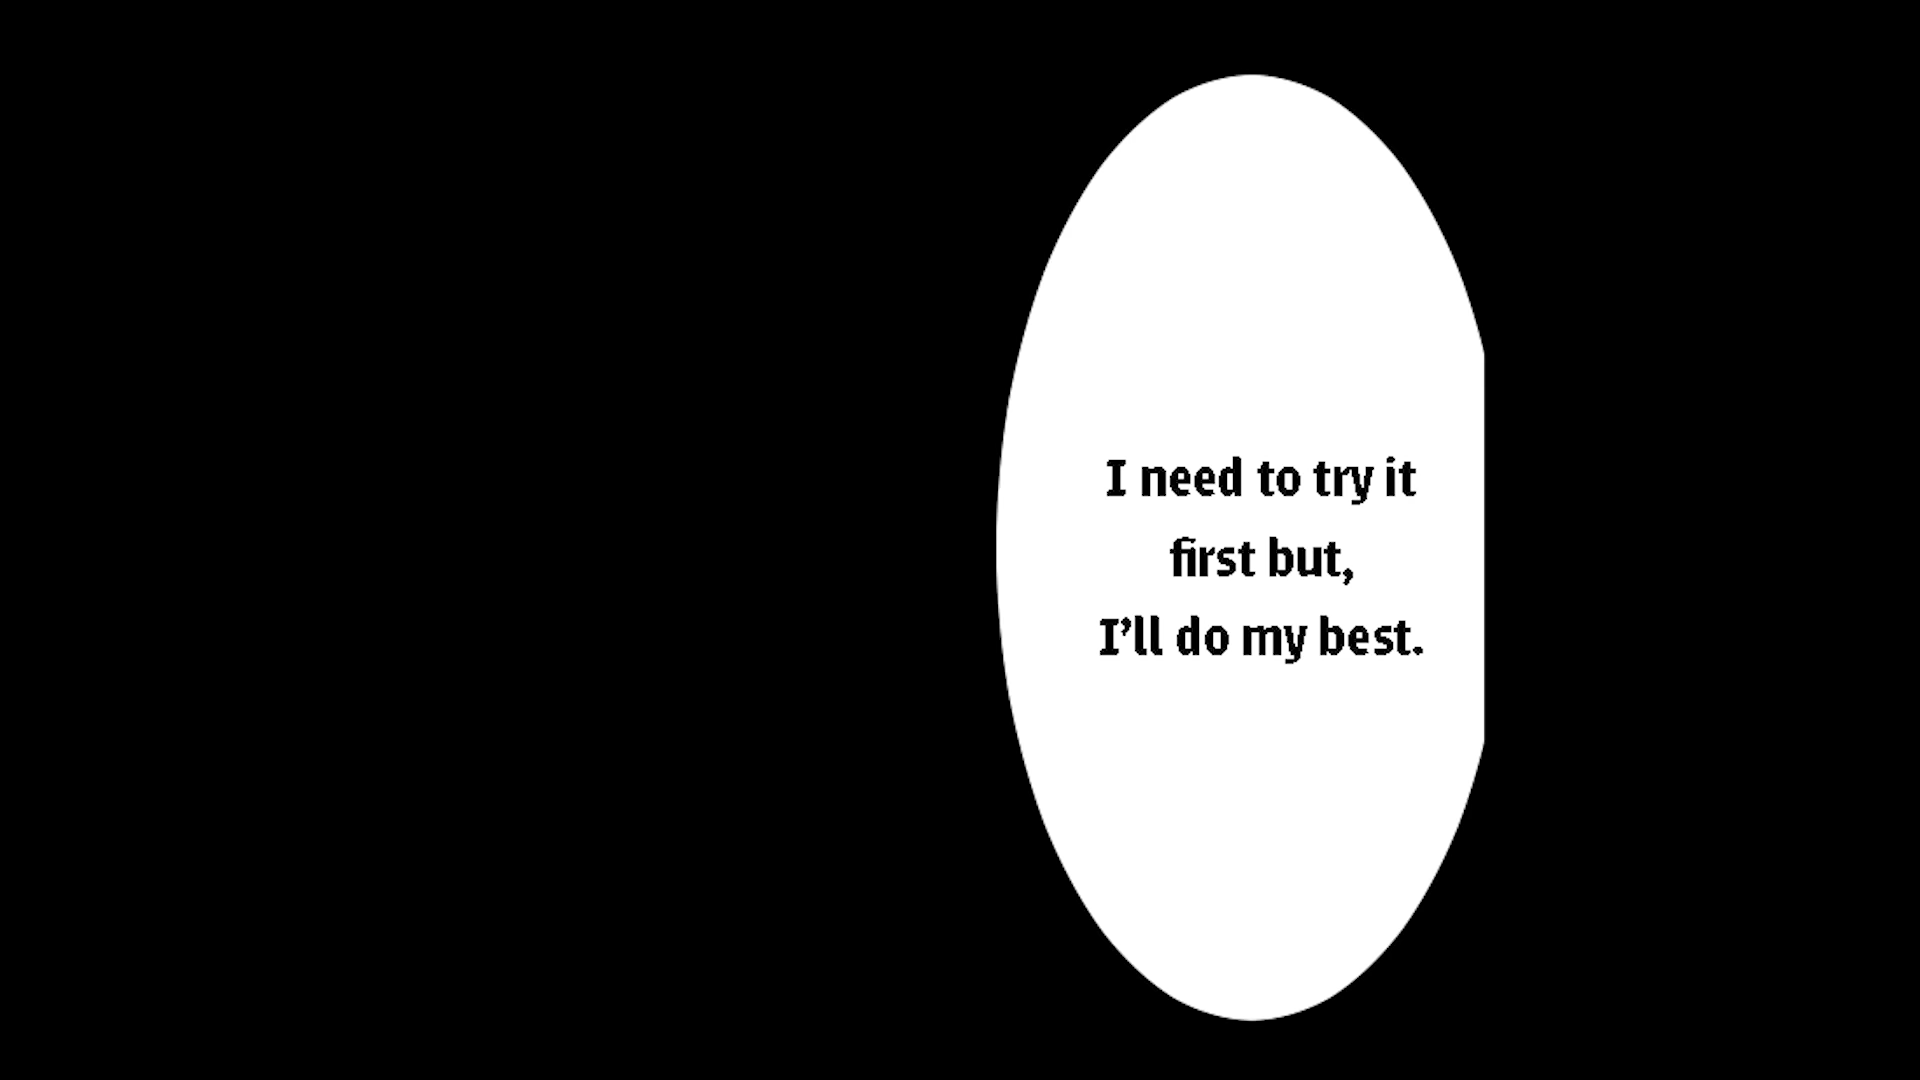 I need to try it
first but,
I’ll do my best.